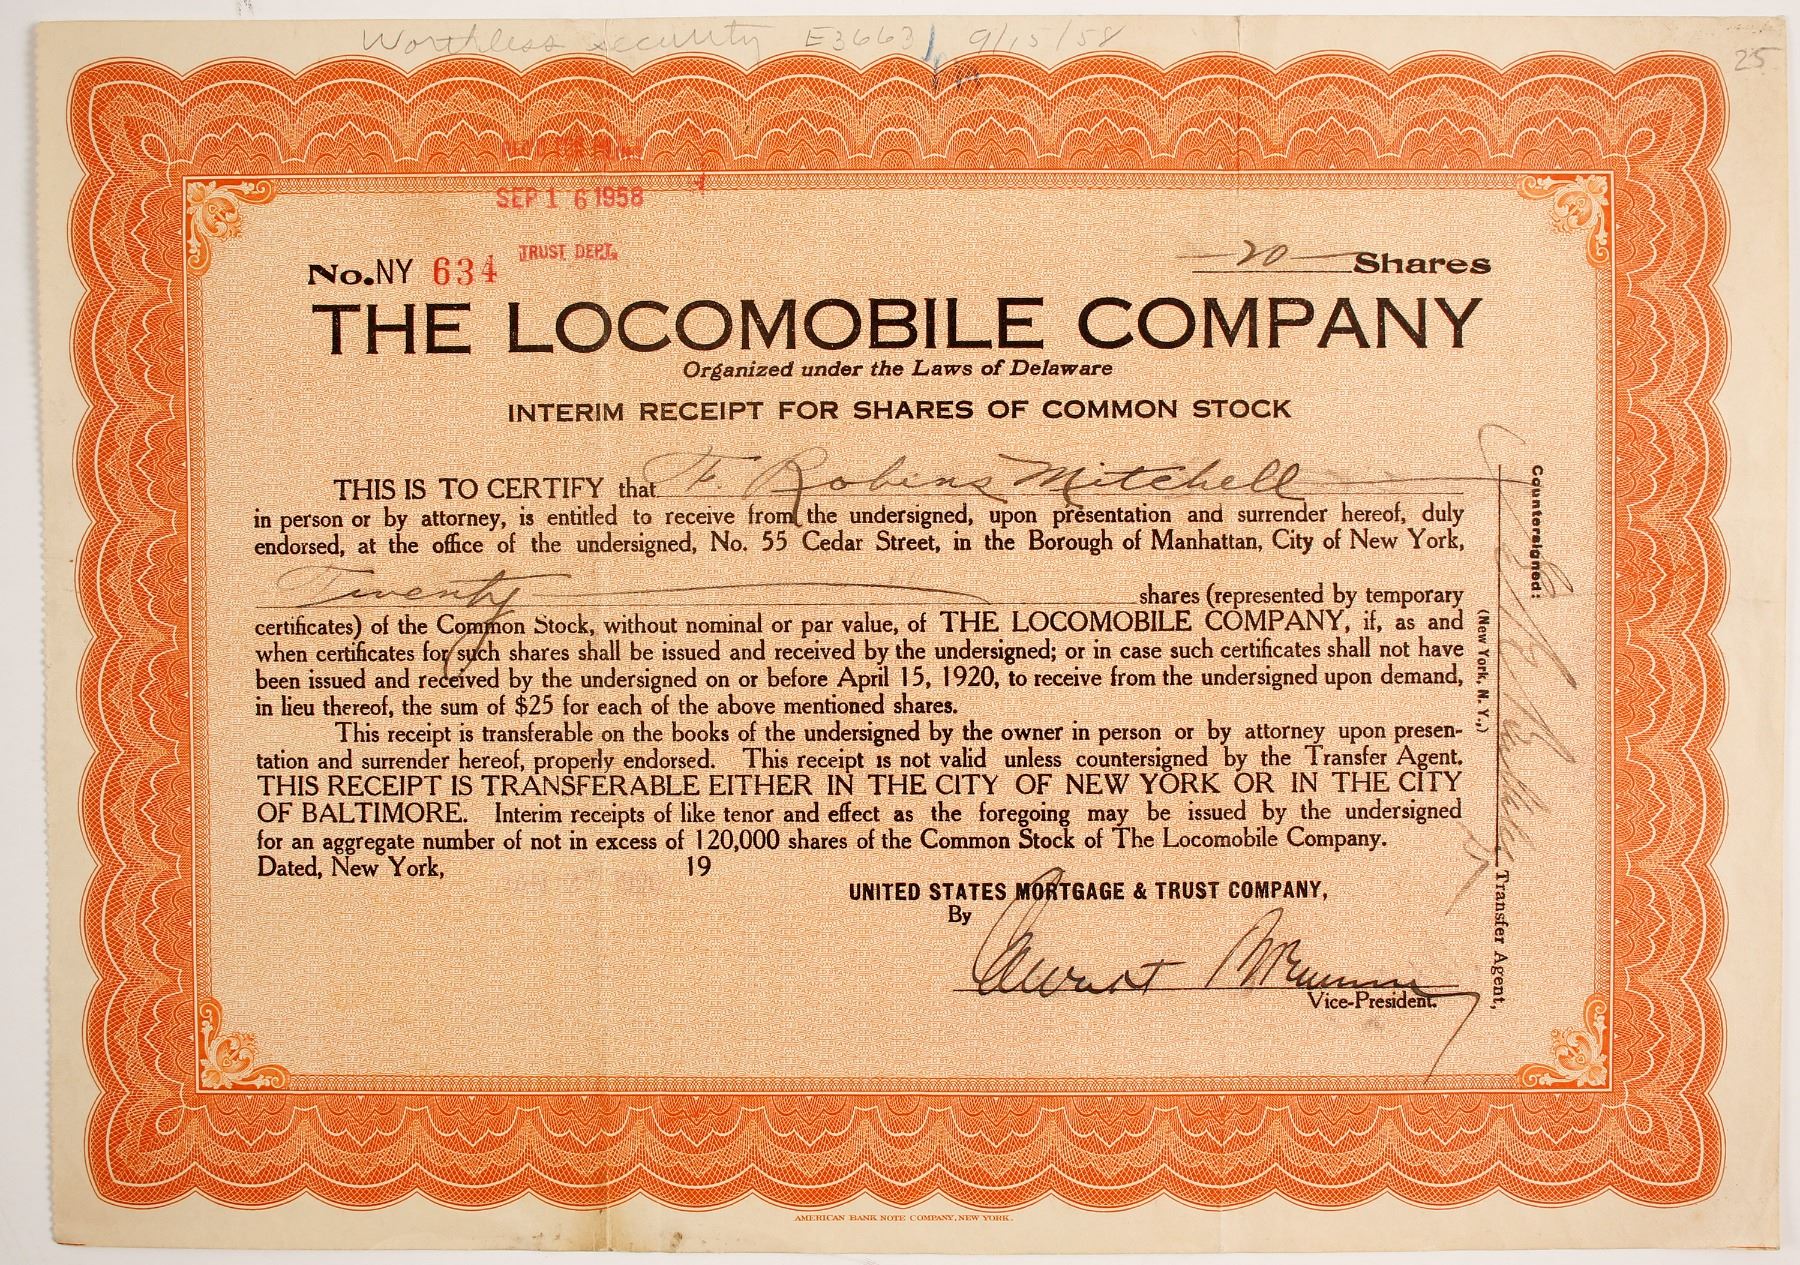 Worthless security E3663 9/15/58
25
SEP 16 1958
TRUST DEPT.
No. NY 634
20 Shares
THE LOCOMOBILE COMPANY
Organized under the Laws of Delaware
INTERIM RECEIPT FOR SHARES OF COMMON STOCK
THIS IS TO CERTIFY that F. Robins Mitchell
in person or by attorney, is entitled to receive from the undersigned, upon presentation and surrender hereof, duly
endorsed, at the office of the undersigned, No. 55 Cedar Street, in the Borough of Manhattan, City of New York,
Twenty shares (represented by temporary
certificates) of the Common Stock, without nominal or par value, of THE LOCOMOBILE COMPANY, if, as and
when certificates for such shares shall be issued and received by the undersigned; or in case such certificates shall not have
been issued and received by the undersigned on or before April 15, 1920, to receive from the undersigned upon demand,
in lieu thereof, the sum of $25 for each of the above mentioned shares.
This receipt is transferable on the books of the undersigned by the owner in person or by attorney upon presen-
tation and surrender hereof, properly endorsed. This receipt is not valid unless countersigned by the Transfer Agent.
THIS RECEIPT IS TRANSFERABLE EITHER IN THE CITY OF NEW YORK OR IN THE CITY
OF BALTIMORE. Interim receipts of like tenor and effect as the foregoing may be issued by the undersigned
for an aggregate number of not in excess of 120,000 shares of the Common Stock of The Locomobile Company.
Dated, New York, 19
UNITED STATES MORTGAGE & TRUST COMPANY,
By
Vice-President.
Countersigned:
Transfer Agent,
(New York, N. Y.,)
AMERICAN BANK NOTE COMPANY, NEW YORK.